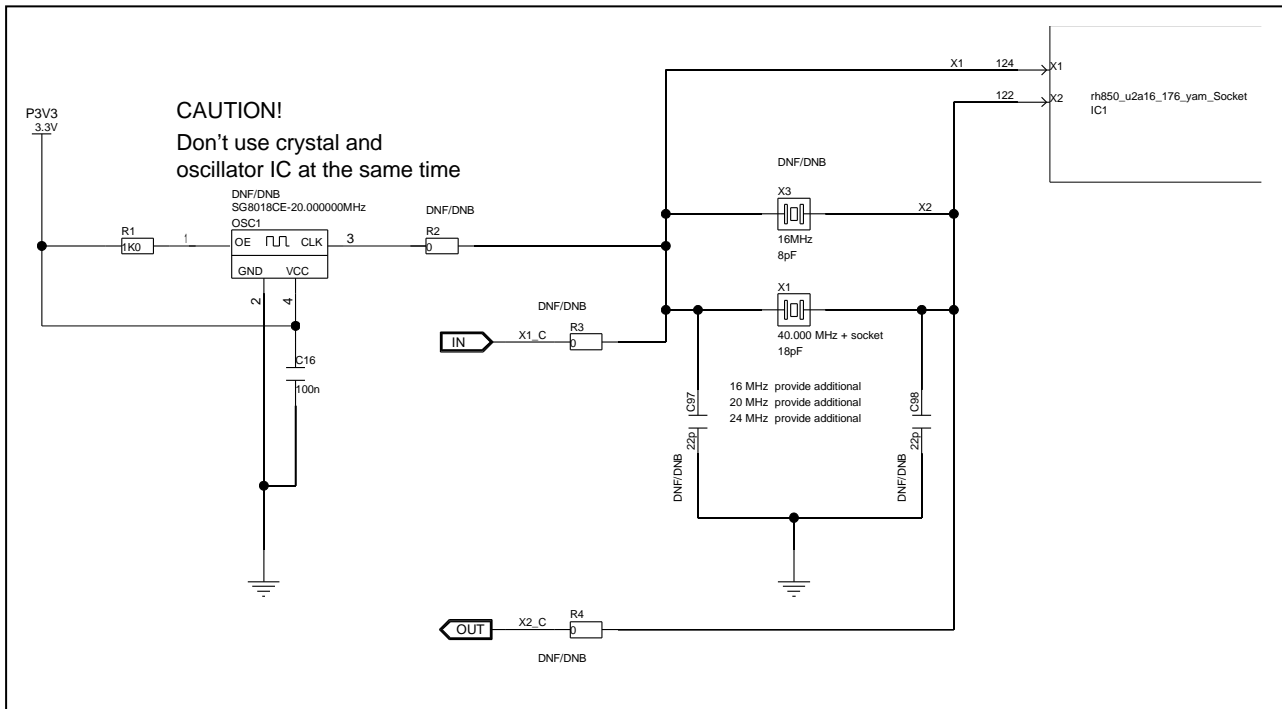 CAUTION!
Don't use crystal and
oscillator IC at the same time
P3V3
3.3V
DNF/DNB
SG8018CE-20.000000MHz
OSC1
R1
1K0
1
OE
CLK
3
GND
VCC
2
4
C16
100n
DNF/DNB
R2
0
DNF/DNB
IN
X1_C
R3
0
X1
124
X1
122
X2
rh850_u2a16_176_yam_Socket
IC1
DNF/DNB
X3
X2
16MHz
8pF
X1
40.000 MHz + socket
18pF
16 MHz provide additional
20 MHz provide additional
24 MHz provide additional
C97
22p
DNF/DNB
C98
22p
DNF/DNB
OUT
X2_C
R4
0
DNF/DNB